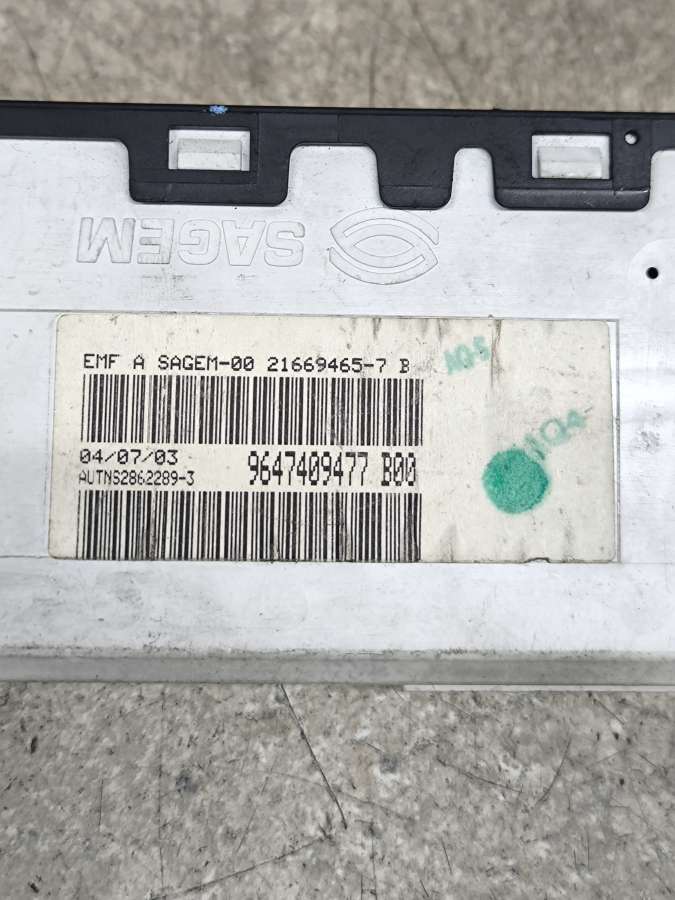 SAGEM
EMF A SAGEM-00 21669465-7 B
04/07/03
9647409477 B00
AUTNS2862289-3